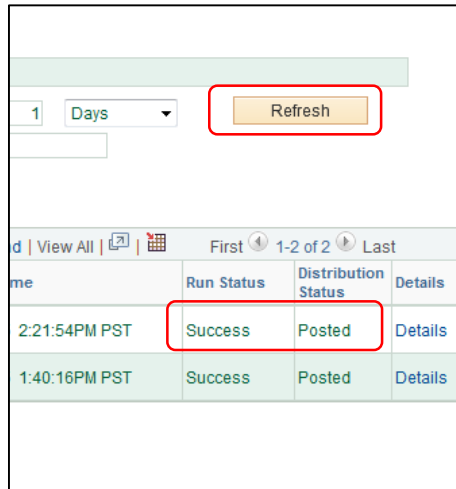 1 Days Refresh
nd | View All | | First 1-2 of 2 Last
me Run Status Distribution Status Details
2:21:54PM PST Success Posted Details
1:40:16PM PST Success Posted Details